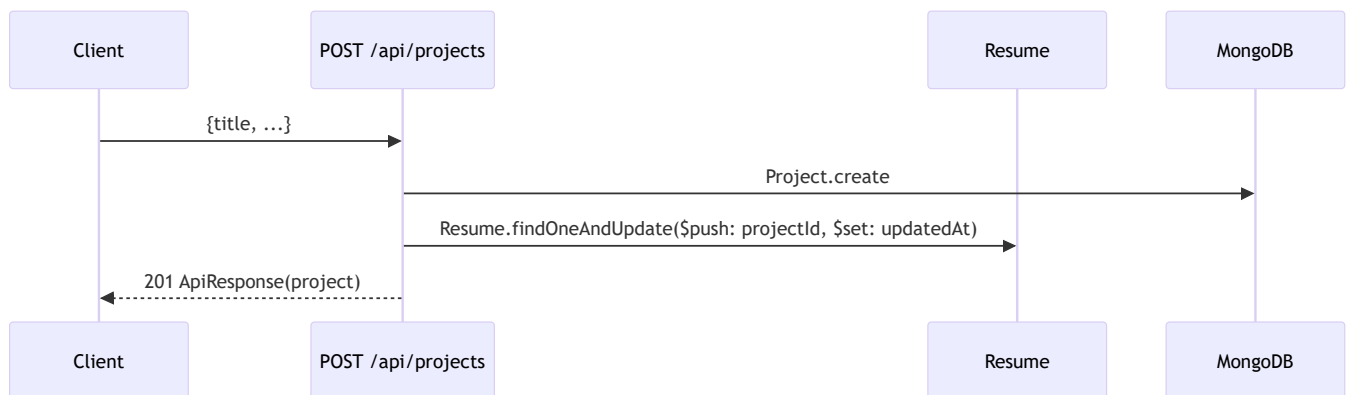 Client
POST /api/projects
Resume
MongoDB
{title, ...}
Project.create
Resume.findOneAndUpdate($push: projectId, $set: updatedAt)
201 ApiResponse(project)
Client
POST /api/projects
Resume
MongoDB